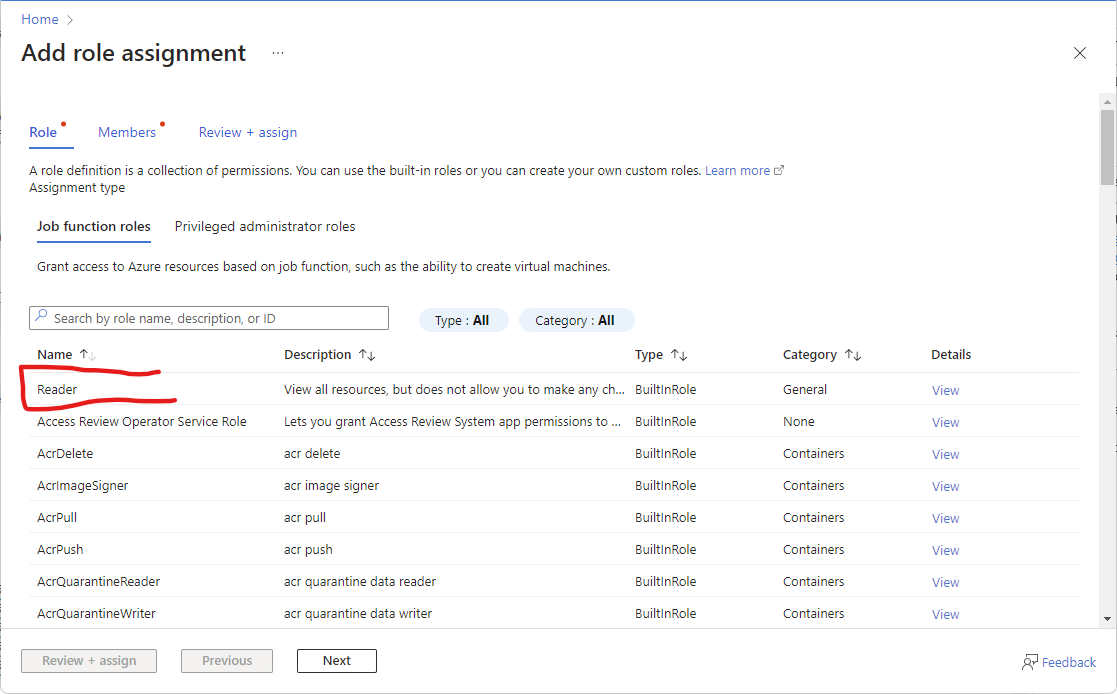 Home
Add role assignment ...
Role Members Review + assign
A role definition is a collection of permissions. You can use the built-in roles or you can create your own custom roles. Learn more
Assignment type
Job function roles Privileged administrator roles
Grant access to Azure resources based on job function, such as the ability to create virtual machines.
Search by role name, description, or ID Type : All Category : All
Name Description Type Category Details
Reader View all resources, but does not allow you to make any ch... BuiltInRole General View
Access Review Operator Service Role Lets you grant Access Review System app permissions to ... BuiltInRole None View
AcrDelete acr delete BuiltInRole Containers View
AcrImageSigner acr image signer BuiltInRole Containers View
AcrPull acr pull BuiltInRole Containers View
AcrPush acr push BuiltInRole Containers View
AcrQuarantineReader acr quarantine data reader BuiltInRole Containers View
AcrQuarantineWriter acr quarantine data writer BuiltInRole Containers View
Review + assign Previous Next Feedback